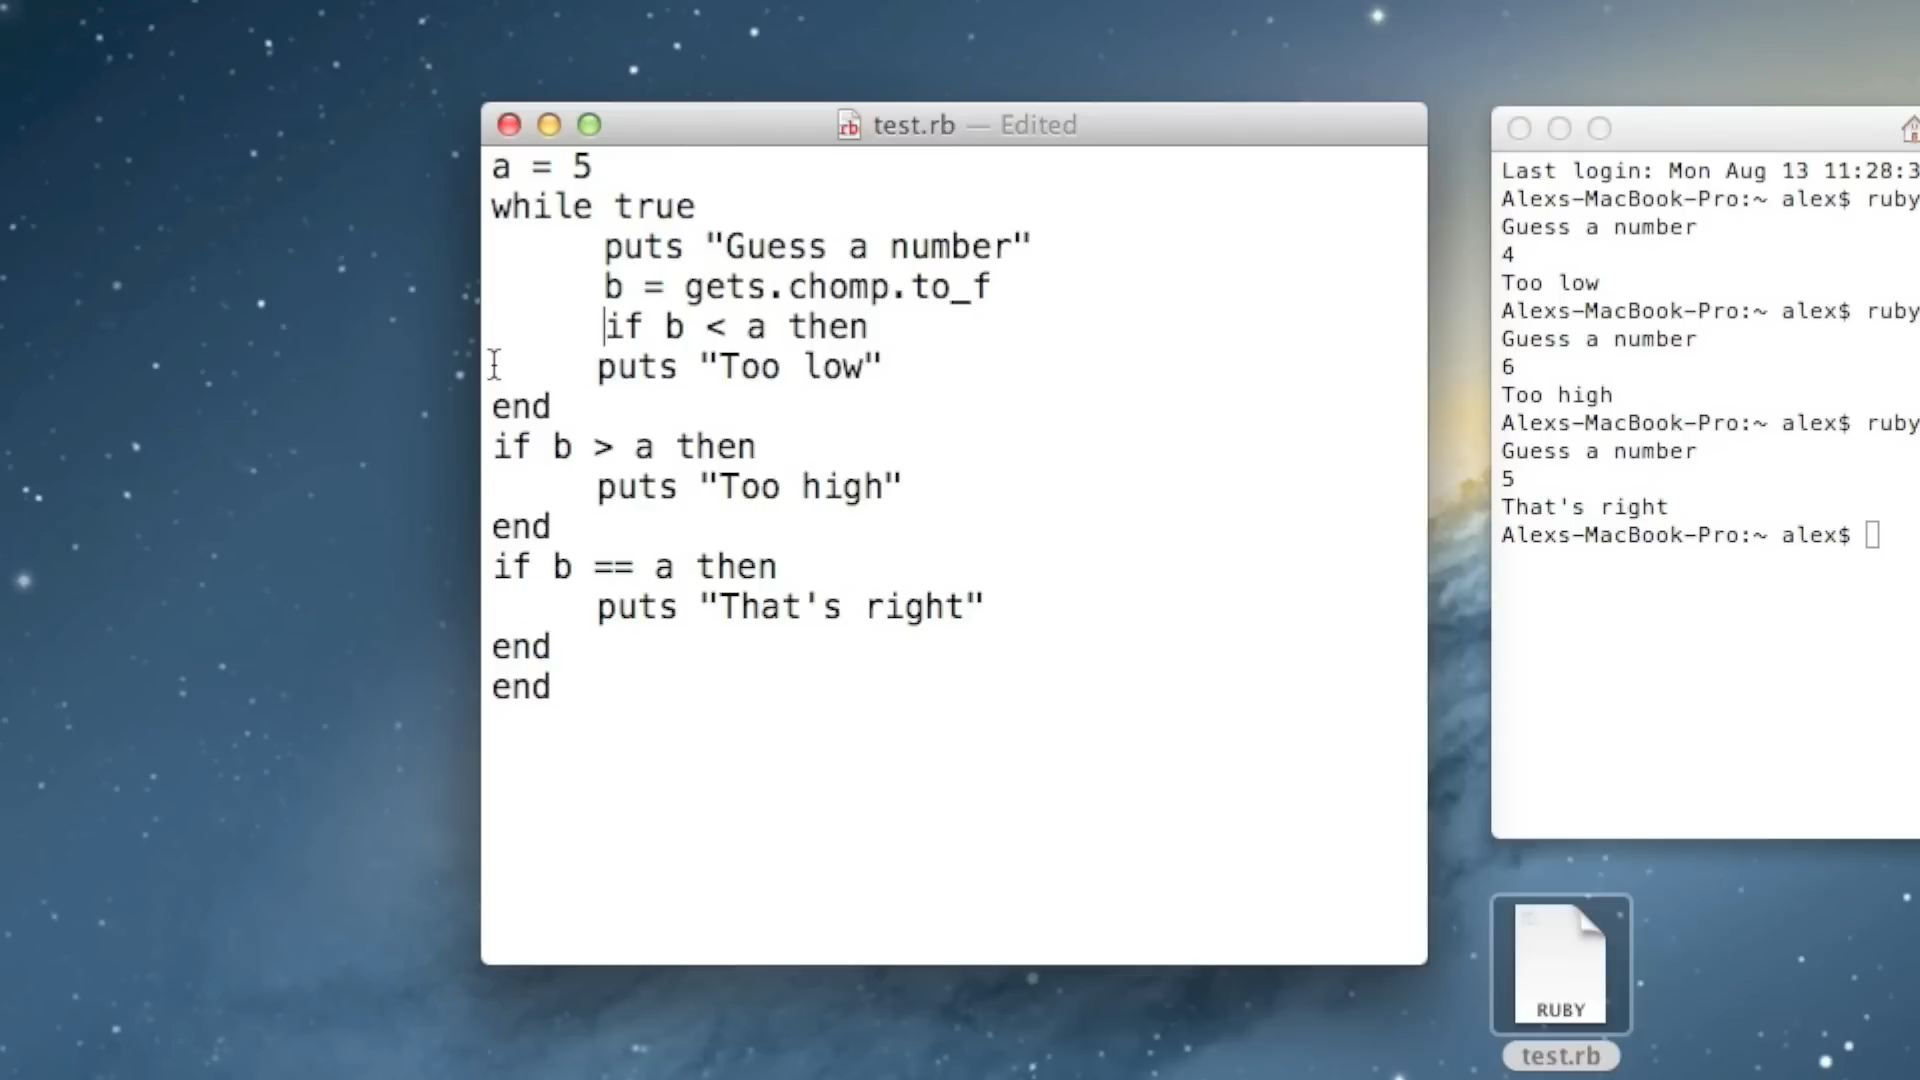 test.rb — Edited
a = 5
while true
puts "Guess a number"
b = gets.chomp.to_f
if b < a then
puts "Too low"
end
if b > a then
puts "Too high"
end
if b == a then
puts "That's right"
end
end
Last login: Mon Aug 13 11:28:3
Alexs-MacBook-Pro:~ alex$ ruby
Guess a number
4
Too low
Alexs-MacBook-Pro:~ alex$ ruby
Guess a number
6
Too high
Alexs-MacBook-Pro:~ alex$ ruby
Guess a number
5
That's right
Alexs-MacBook-Pro:~ alex$
RUBY
test.rb